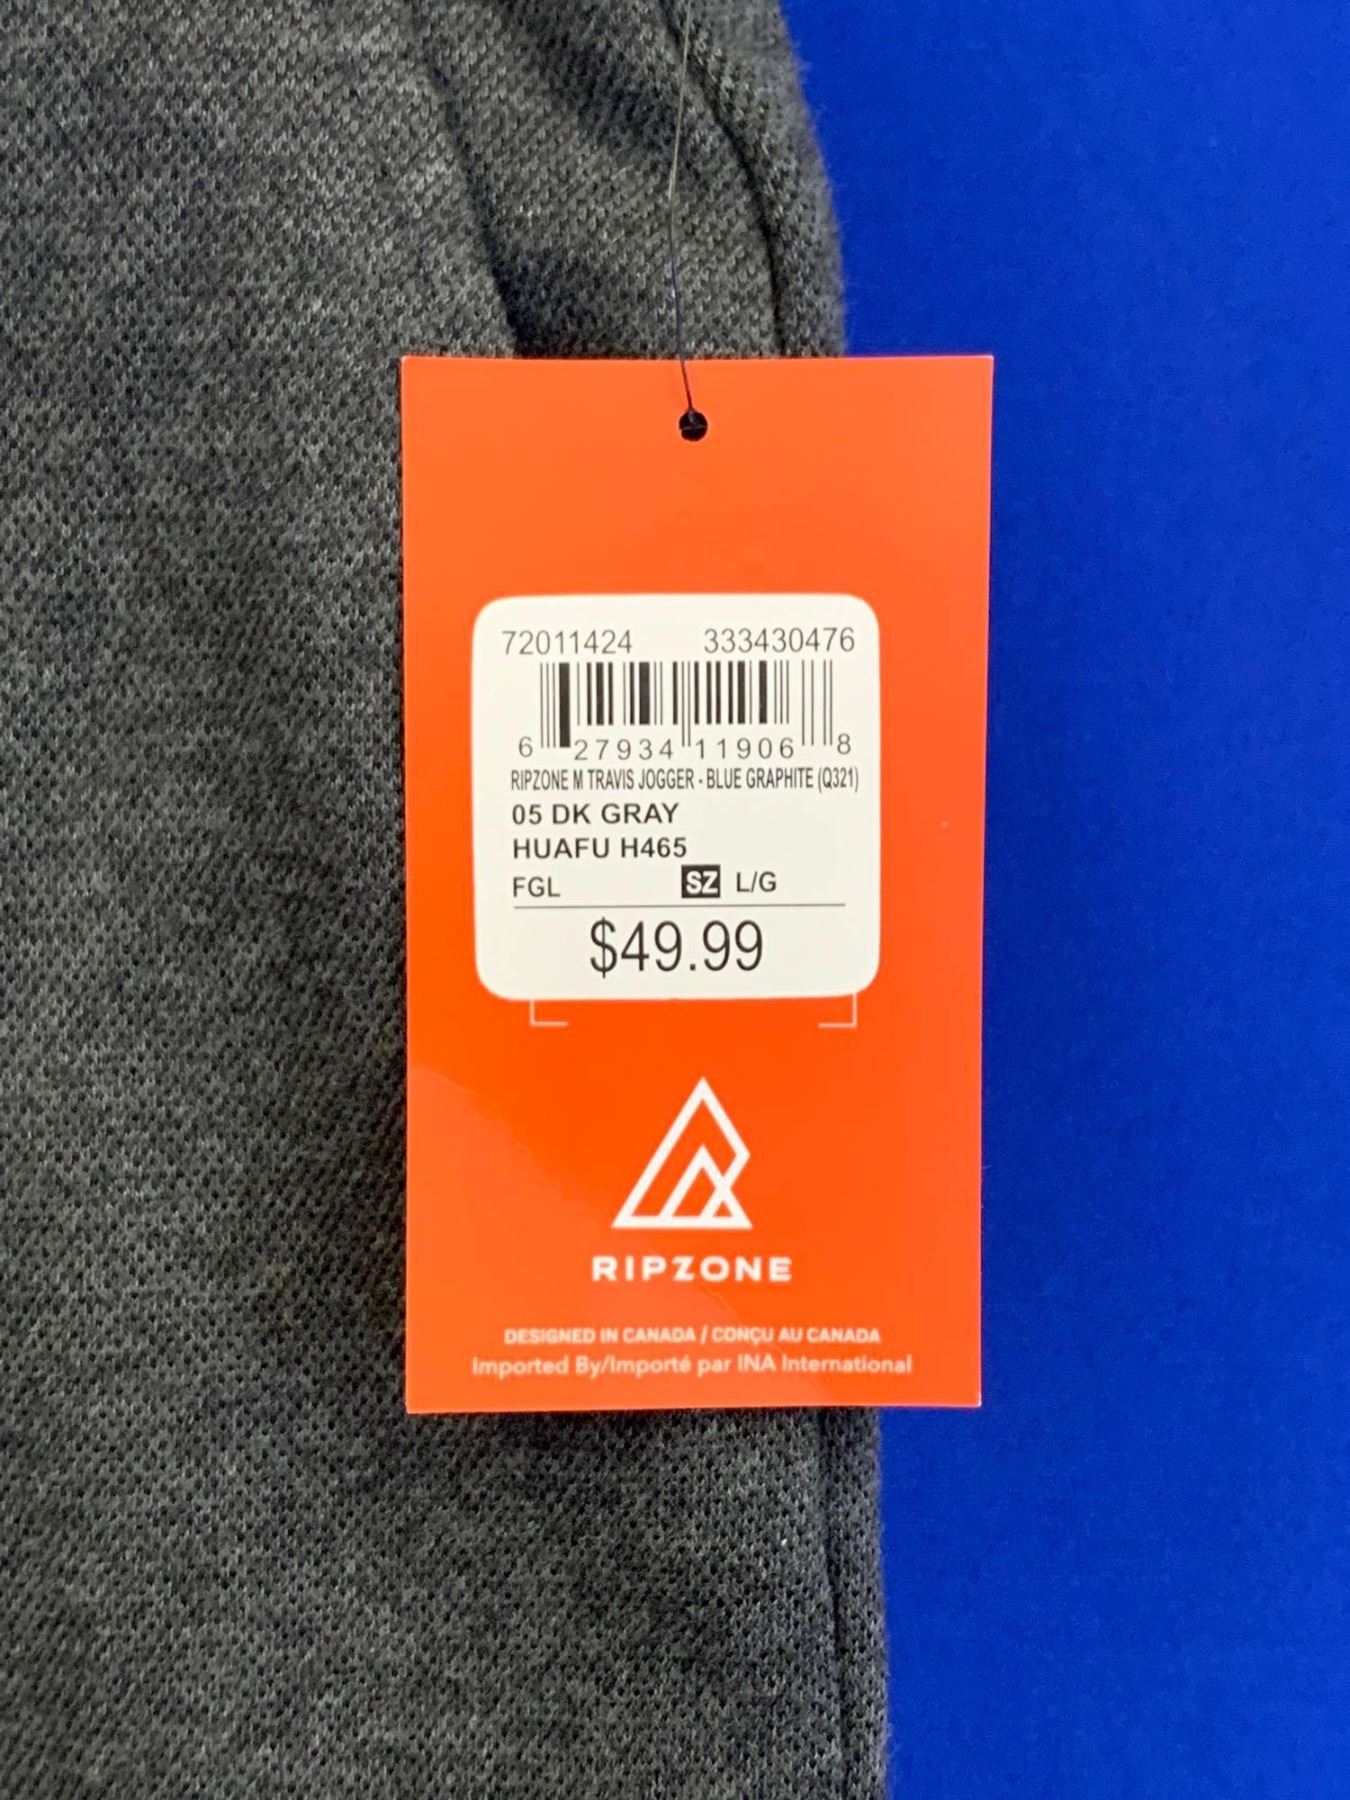 72011424 333430476
6 27934 11906 8
RIPZONE M TRAVIS JOGGER - BLUE GRAPHITE (Q321)
05 DK GRAY
HUAFU H465
FGL SZ L/G
$49.99
RIPZONE
DESIGNED IN CANADA / CONÇU AU CANADA
Imported By/Importé par INA International